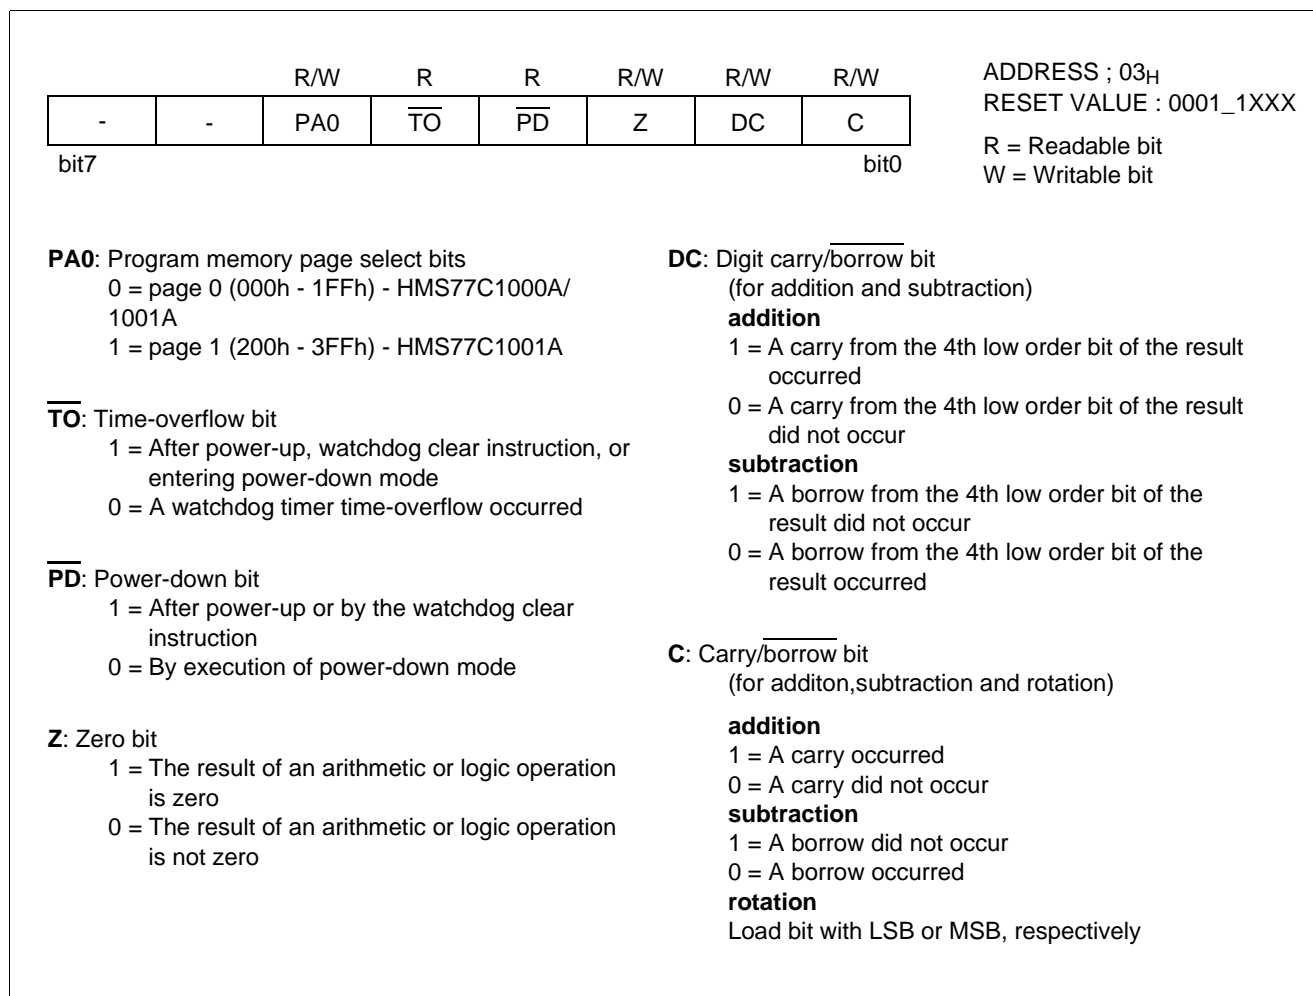 R/W R R R/W R/W R/W
- - PA0 TO PD Z DC C
bit7 bit0
ADDRESS ; 03H
RESET VALUE : 0001_1XXX
R = Readable bit
W = Writable bit
PA0: Program memory page select bits
0 = page 0 (000h - 1FFh) - HMS77C1000A/
1001A
1 = page 1 (200h - 3FFh) - HMS77C1001A
TO: Time-overflow bit
1 = After power-up, watchdog clear instruction, or
entering power-down mode
0 = A watchdog timer time-overflow occurred
PD: Power-down bit
1 = After power-up or by the watchdog clear
instruction
0 = By execution of power-down mode
Z: Zero bit
1 = The result of an arithmetic or logic operation
is zero
0 = The result of an arithmetic or logic operation
is not zero
DC: Digit carry/borrow bit
(for addition and subtraction)
addition
1 = A carry from the 4th low order bit of the result
occurred
0 = A carry from the 4th low order bit of the result
did not occur
subtraction
1 = A borrow from the 4th low order bit of the
result did not occur
0 = A borrow from the 4th low order bit of the
result occurred
C: Carry/borrow bit
(for additon,subtraction and rotation)
addition
1 = A carry occurred
0 = A carry did not occur
subtraction
1 = A borrow did not occur
0 = A borrow occurred
rotation
Load bit with LSB or MSB, respectively